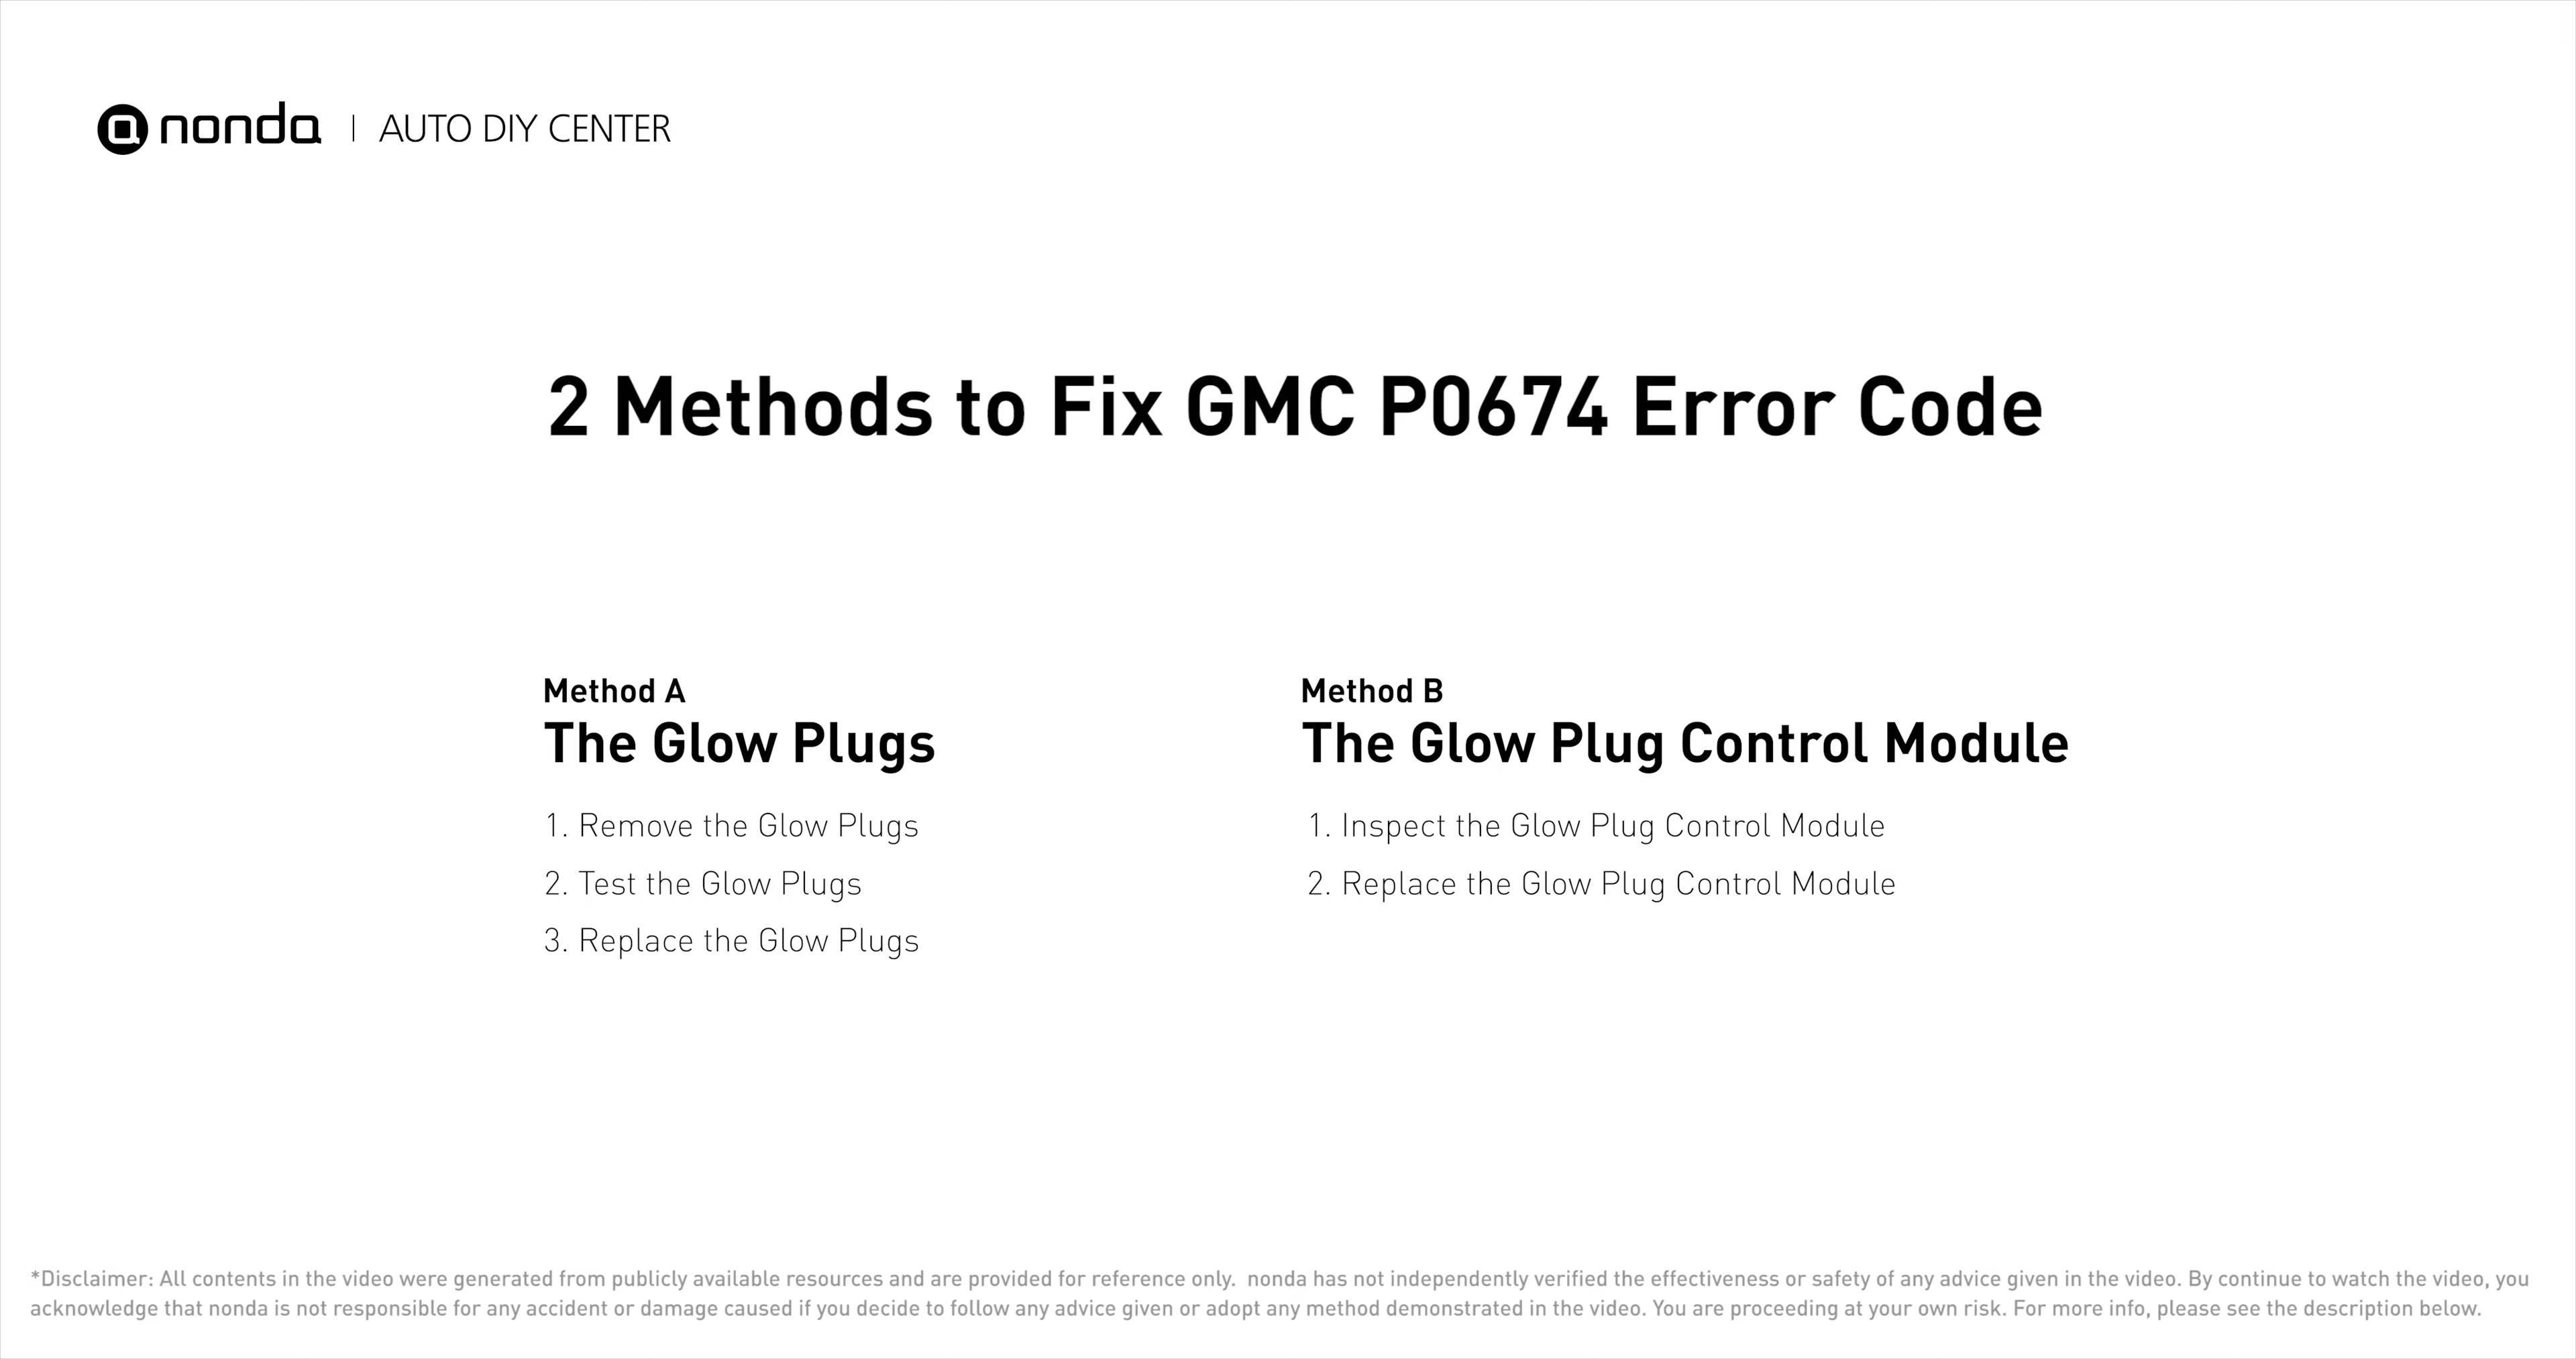 nonda | AUTO DIY CENTER
2 Methods to Fix GMC P0674 Error Code
Method A
The Glow Plugs
1. Remove the Glow Plugs
2. Test the Glow Plugs
3. Replace the Glow Plugs
Method B
The Glow Plug Control Module
1. Inspect the Glow Plug Control Module
2. Replace the Glow Plug Control Module
*Disclaimer: All contents in the video were generated from publicly available resources and are provided for reference only.  nonda has not independently verified the effectiveness or safety of any advice given in the video. By continue to watch the video, you
acknowledge that nonda is not responsible for any accident or damage caused if you decide to follow any advice given or adopt any method demonstrated in the video. You are proceeding at your own risk. For more info, please see the description below.